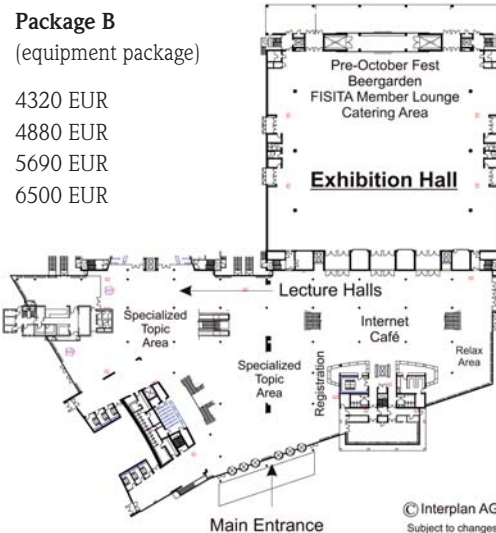 Package B
(equipment package)
4320 EUR
4880 EUR
5690 EUR
6500 EUR
Pre-October Fest
Beergarden
FISITA Member Lounge
Catering Area
Exhibition Hall
Lecture Halls
Specialized
Topic
Area
Specialized
Topic
Area
Registration
Internet
Café
Relax
Area
Main Entrance
© Interplan AG
Subject to changes